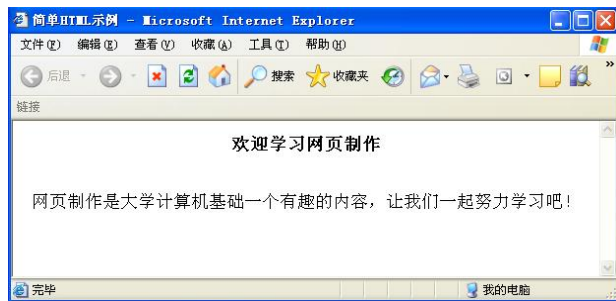 简单HTML示例 - Microsoft Internet Explorer
文件(F) 编辑(E) 查看(V) 收藏(A) 工具(T) 帮助(H)
后退 搜索 收藏夹 »
链接
欢迎学习网页制作
网页制作是大学计算机基础一个有趣的内容，让我们一起努力学习吧！
完毕 我的电脑